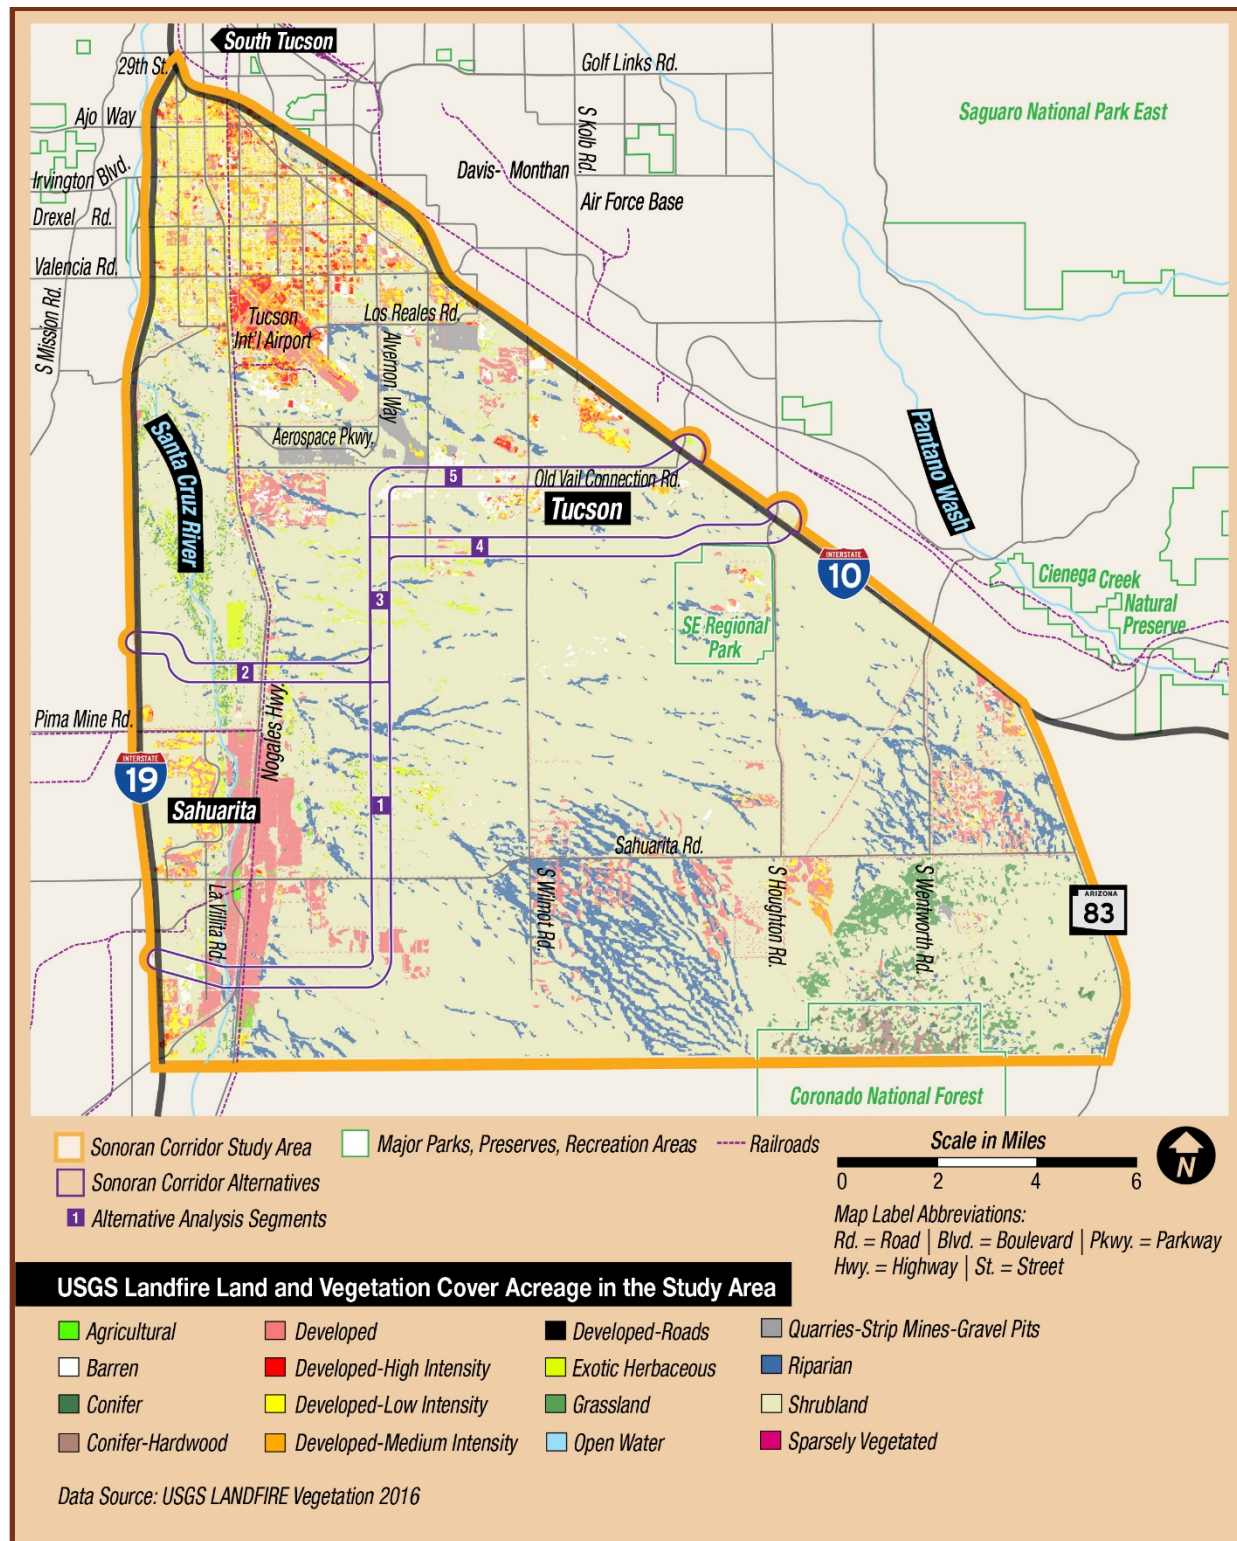 South Tucson
29th St.
Golf Links Rd.
Ajo Way
S Kolb Rd.
Saguaro National Park East
Irvington Blvd.
Davis- Monthan
Air Force Base
Drexel Rd.
Valencia Rd.
S Mission Rd.
Tucson
Int'l Airport
Los Reales Rd.
Alvernon Way
Santa Cruz River
Aerospace Pkwy.
Pantano Wash
5
Old Vail Connection Rd.
Tucson
4
INTERSTATE
10
Cienega Creek
Natural
Preserve
3
SE Regional
Park
2
Pima Mine Rd.
Nogales Hwy.
INTERSTATE
19
Sahuarita
1
Sahuarita Rd.
La Villita Rd.
S Wilmot Rd.
S Houghton Rd.
S Wentworth Rd.
ARIZONA
83
Coronado National Forest
Sonoran Corridor Study Area
Major Parks, Preserves, Recreation Areas
Railroads
Sonoran Corridor Alternatives
1
Alternative Analysis Segments
Scale in Miles
0 2 4 6
N
Map Label Abbreviations:
Rd. = Road | Blvd. = Boulevard | Pkwy. = Parkway
Hwy. = Highway | St. = Street
USGS Landfire Land and Vegetation Cover Acreage in the Study Area
Agricultural
Barren
Conifer
Conifer-Hardwood
Developed
Developed-High Intensity
Developed-Low Intensity
Developed-Medium Intensity
Developed-Roads
Exotic Herbaceous
Grassland
Open Water
Quarries-Strip Mines-Gravel Pits
Riparian
Shrubland
Sparsely Vegetated
Data Source: USGS LANDFIRE Vegetation 2016